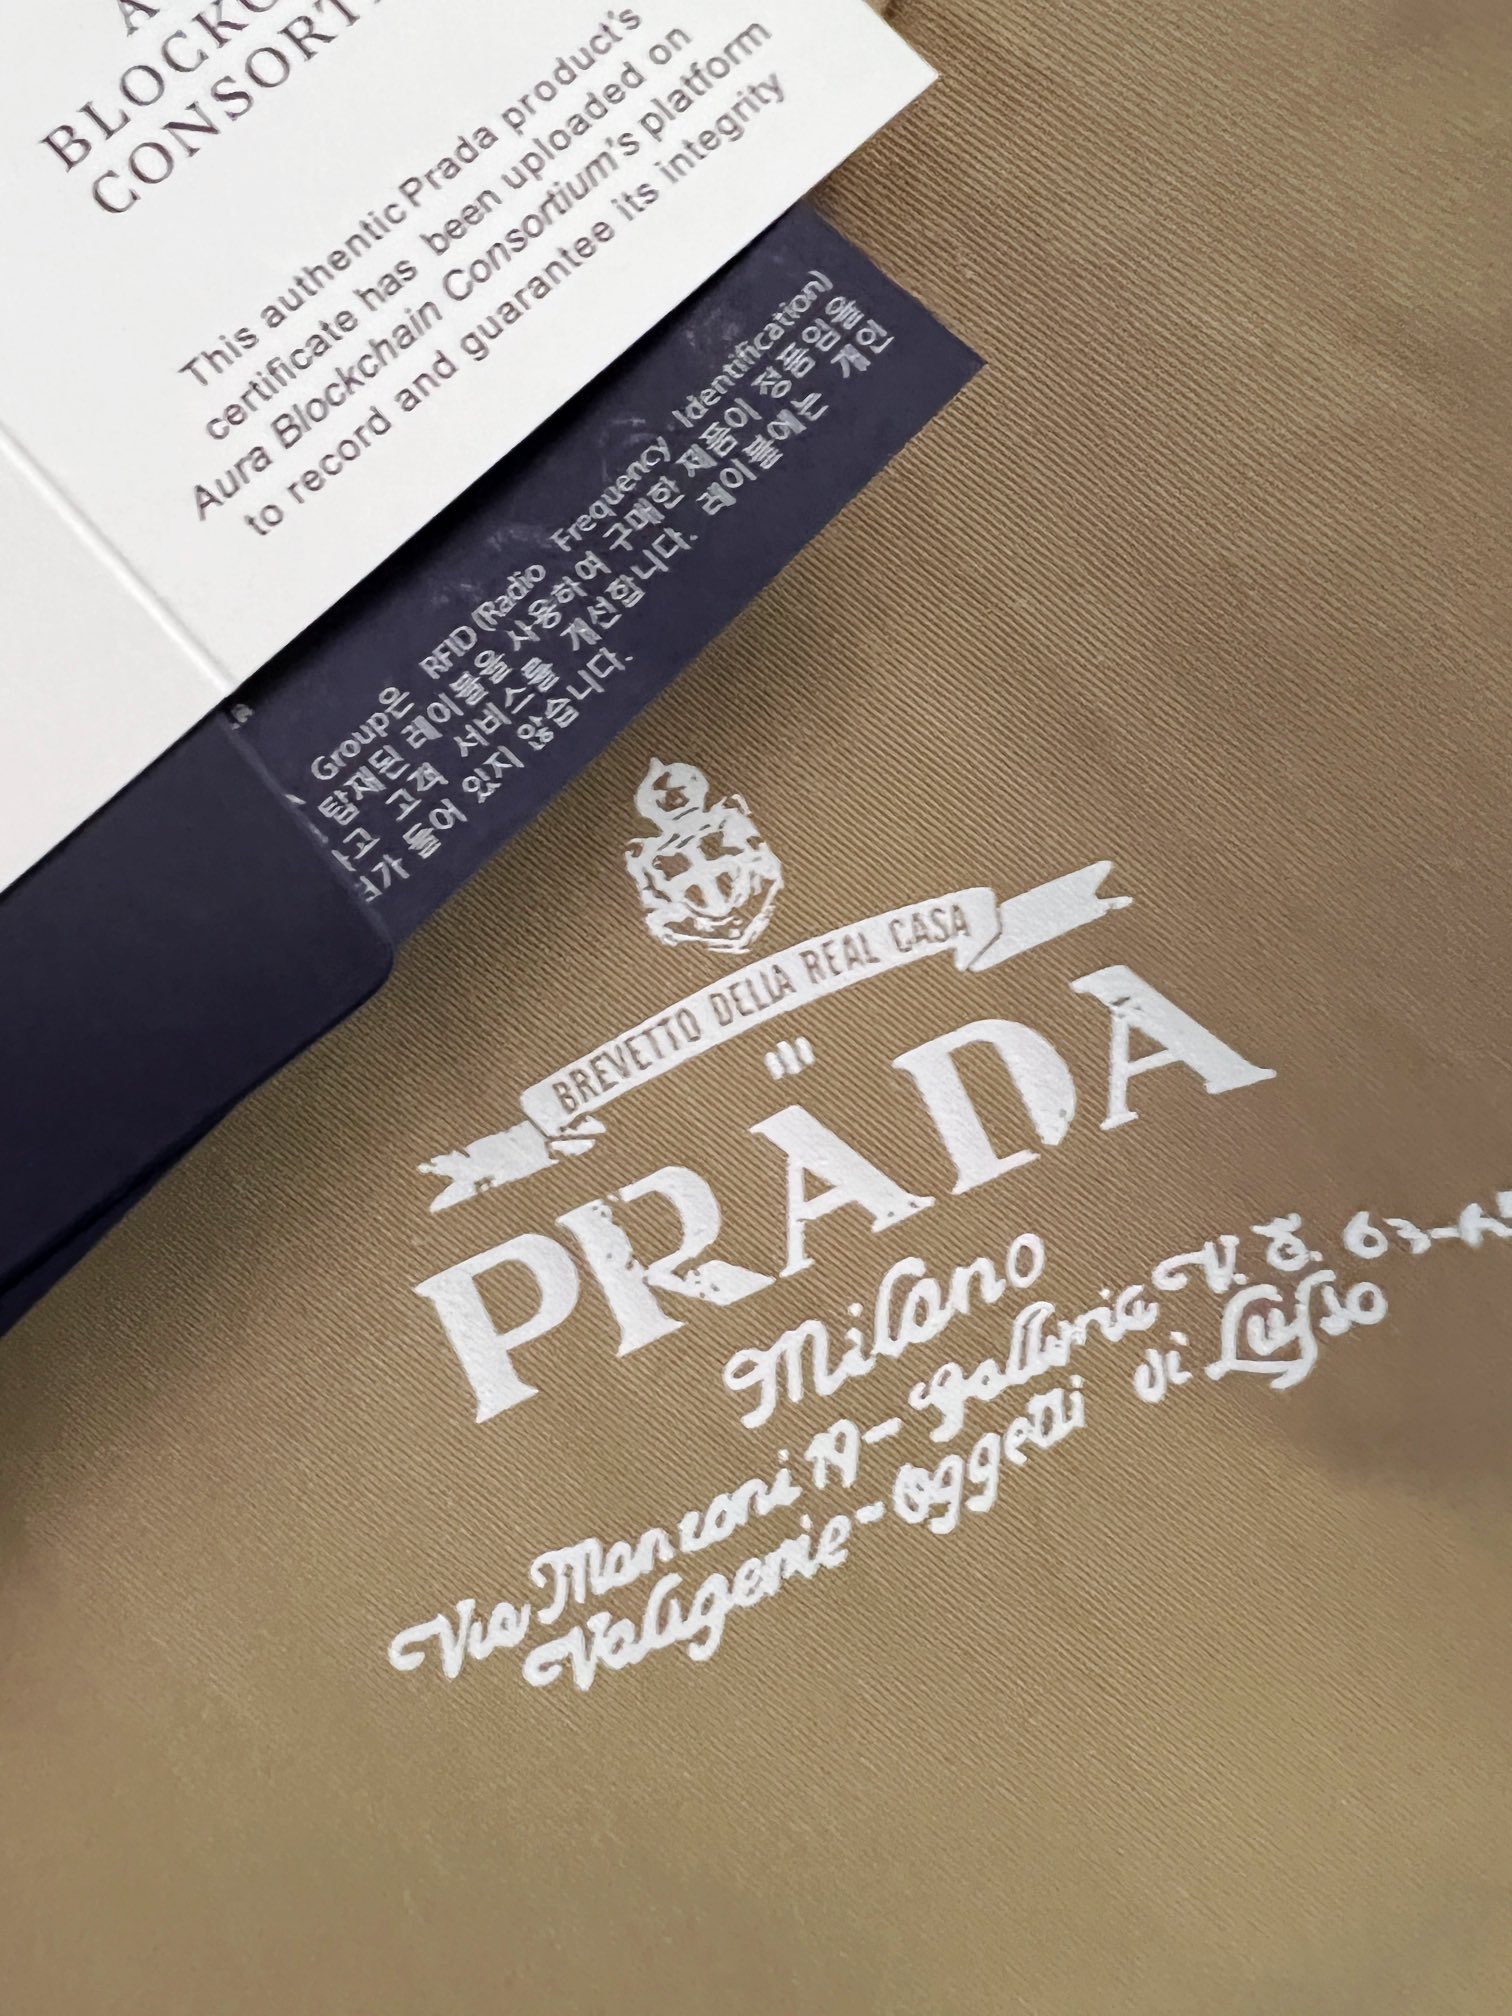 BLOCK
CONSORT
This authentic Prada product's
certificate has been uploaded on
Aura Blockchain Consortium's platform
to record and guarantee its integrity
Group은 RFID (Radio Frequency Identification)
탑재된 레이블을 사용하여 구매한 제품이 정품임을
고 고객 서비스를 개선합니다. 레이블에는 개인
가 들어 있지 않습니다.
BREVETTO DELLA REAL CASA
PRADA
Milano
Via Manzoni 19 - galleria V. E. 63-
Valigerie - Oggetti di Lusso